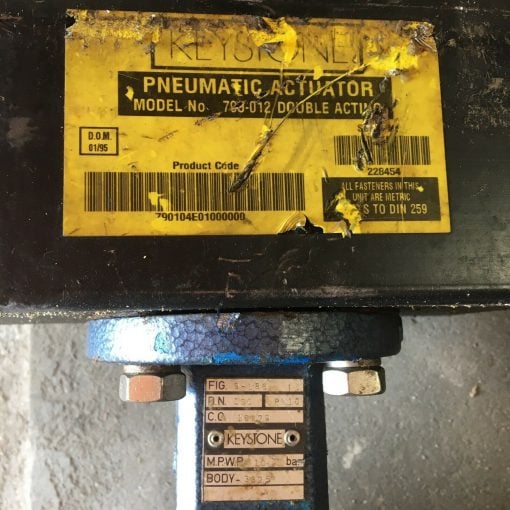 KEYSTONE
PNEUMATIC ACTUATOR
MODEL No. 793-012 DOUBLE ACTING
D.O.M.
01/95
Product Code
790104E01000000
228454
ALL FASTENERS IN THIS
UNIT ARE METRIC
TO DIN 259
FIG.
D.N.
C.C.
KEYSTONE
M.P.W.P. bar
BODY-